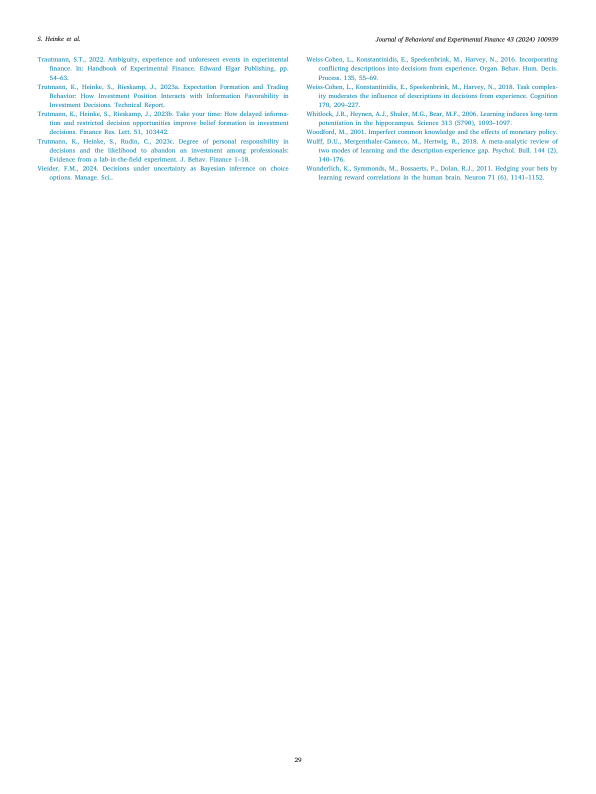 S. Heinke et al.
Journal of Behavioral and Experimental Finance 43 (2024) 100939
Trautmann, S.T., 2022. Ambiguity, experience and unforeseen events in experimental
finance. In: Handbook of Experimental Finance. Edward Elgar Publishing, pp.
54–63.
Trutmann, K., Heinke, S., Rieskamp, J., 2023a. Expectation Formation and Trading
Behavior: How Investment Position Interacts with Information Favorability in
Investment Decisions. Technical Report.
Trutmann, K., Heinke, S., Rieskamp, J., 2023b. Take your time: How delayed informa-
tion and restricted decision opportunities improve belief formation in investment
decisions. Finance Res. Lett. 51, 103442.
Trutmann, K., Heinke, S., Rudin, C., 2023c. Degree of personal responsibility in
decisions and the likelihood to abandon an investment among professionals:
Evidence from a lab-in-the-field experiment. J. Behav. Finance 1–18.
Vieider, F.M., 2024. Decisions under uncertainty as Bayesian inference on choice
options. Manage. Sci..
Weiss-Cohen, L., Konstantinidis, E., Speekenbrink, M., Harvey, N., 2016. Incorporating
conflicting descriptions into decisions from experience. Organ. Behav. Hum. Decis.
Process. 135, 55–69.
Weiss-Cohen, L., Konstantinidis, E., Speekenbrink, M., Harvey, N., 2018. Task complex-
ity moderates the influence of descriptions in decisions from experience. Cognition
170, 209–227.
Whitlock, J.R., Heynen, A.J., Shuler, M.G., Bear, M.F., 2006. Learning induces long-term
potentiation in the hippocampus. Science 313 (5790), 1093–1097.
Woodford, M., 2001. Imperfect common knowledge and the effects of monetary policy.
Wulff, D.U., Mergenthaler-Canseco, M., Hertwig, R., 2018. A meta-analytic review of
two modes of learning and the description-experience gap. Psychol. Bull. 144 (2),
140–176.
Wunderlich, K., Symmonds, M., Bossaerts, P., Dolan, R.J., 2011. Hedging your bets by
learning reward correlations in the human brain. Neuron 71 (6), 1141–1152.
29